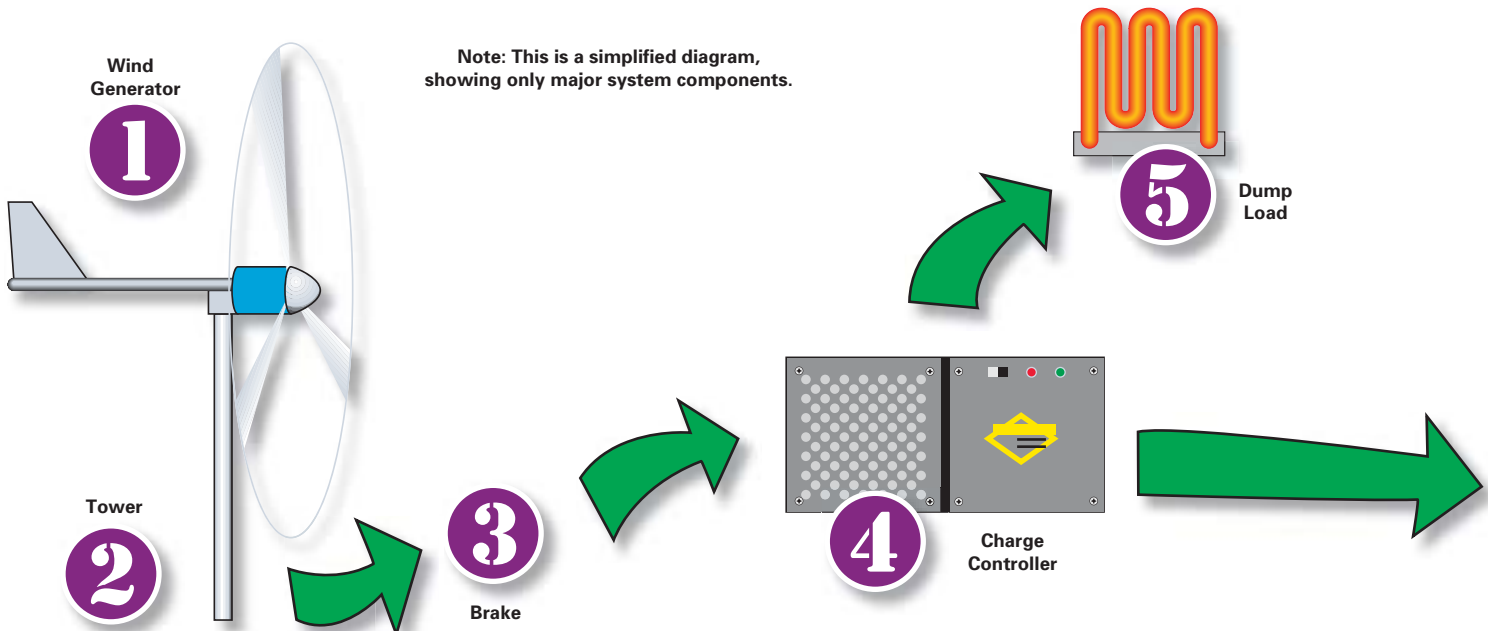 Wind
Generator
1
Note: This is a simplified diagram,
showing only major system components.
5
Dump
Load
Tower
2
3
Brake
4
Charge
Controller